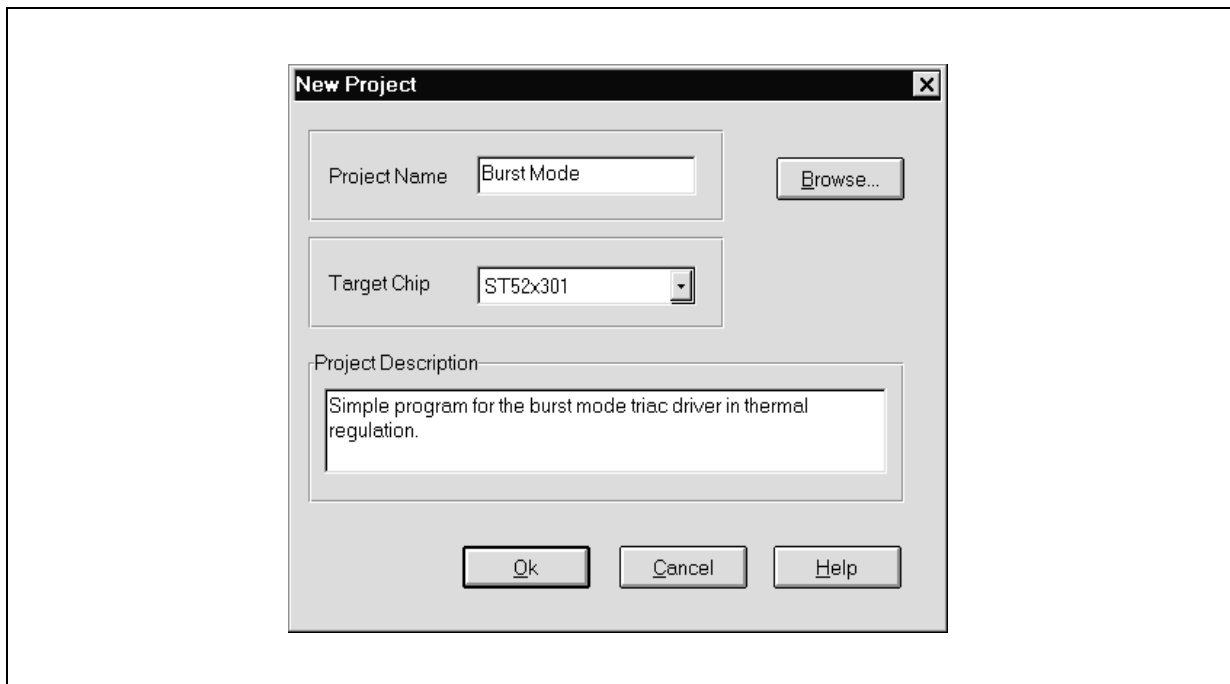 New Project
Project Name
Burst Mode
Browse...
Target Chip
ST52x301
Project Description
Simple program for the burst mode triac driver in thermal
regulation.
Ok
Cancel
Help